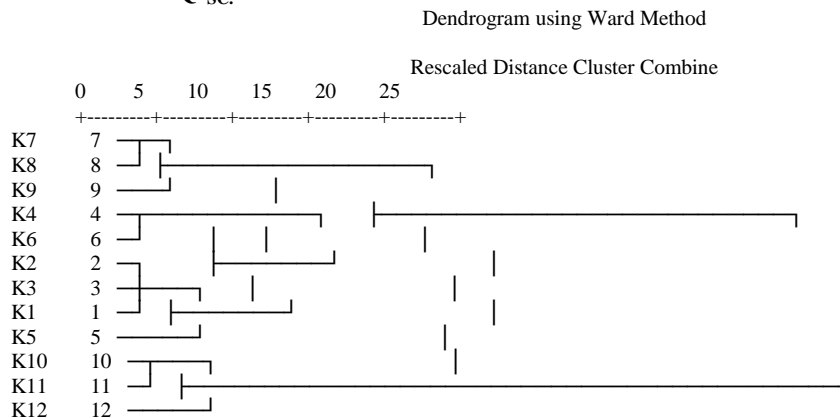 Q SC.
Dendrogram using Ward Method
Rescaled Distance Cluster Combine
0 5 10 15 20 25
+---------+---------+---------+---------+---------+
K7 7
K8 8
K9 9
K4 4
K6 6
K2 2
K3 3
K1 1
K5 5
K10 10
K11 11
K12 12